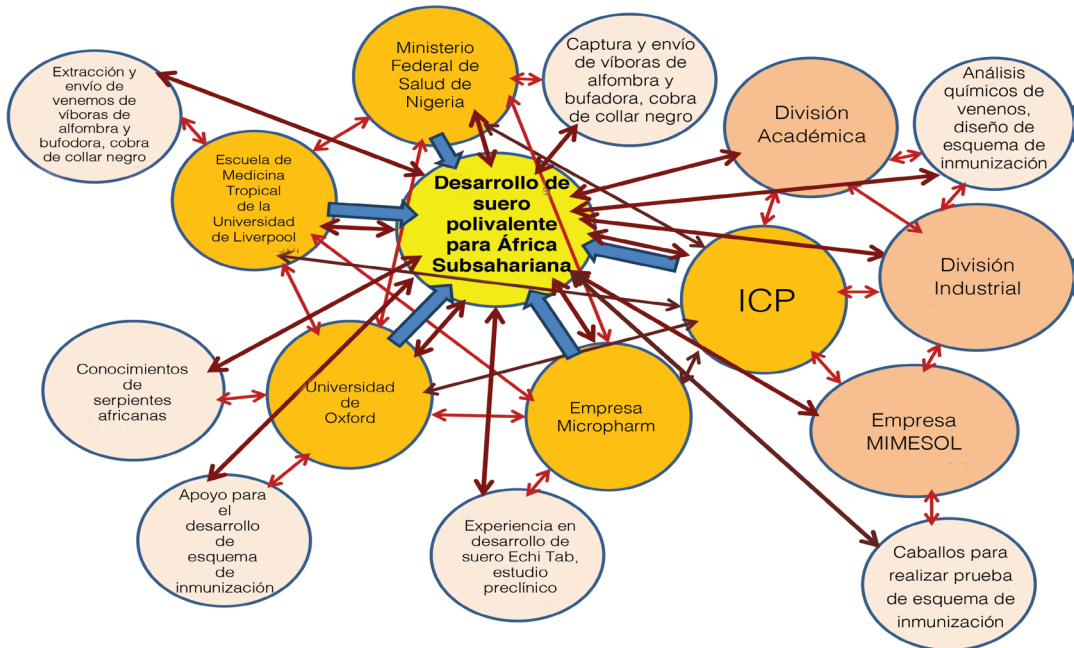 Extracción y
envío de
venemos de
víboras de
alfombra y
bufodora, cobra
de collar negro
Ministerio
Federal de
Salud de
Nigeria
Captura y envío
de víboras de
alfombra y
bufadora, cobra
de collar negro
División
Académica
Análisis
químicos de
venenos,
diseño de
esquema de
inmunización
Escuela de
Medicina
Tropical
de la
Universidad
de Liverpool
Desarrollo de
suero
polivalente
para África
Subsahariana
ICP
División
Industrial
Conocimientos
de
serpientes
africanas
Universidad
de
Oxford
Empresa
Micropharm
Empresa
MIMESOL
Apoyo para
el
desarrollo
de
esquema
de
inmunización
Experiencia en
desarrollo de
suero Echi Tab,
estudio
preclínico
Caballos para
realizar prueba
de esquema de
inmunización